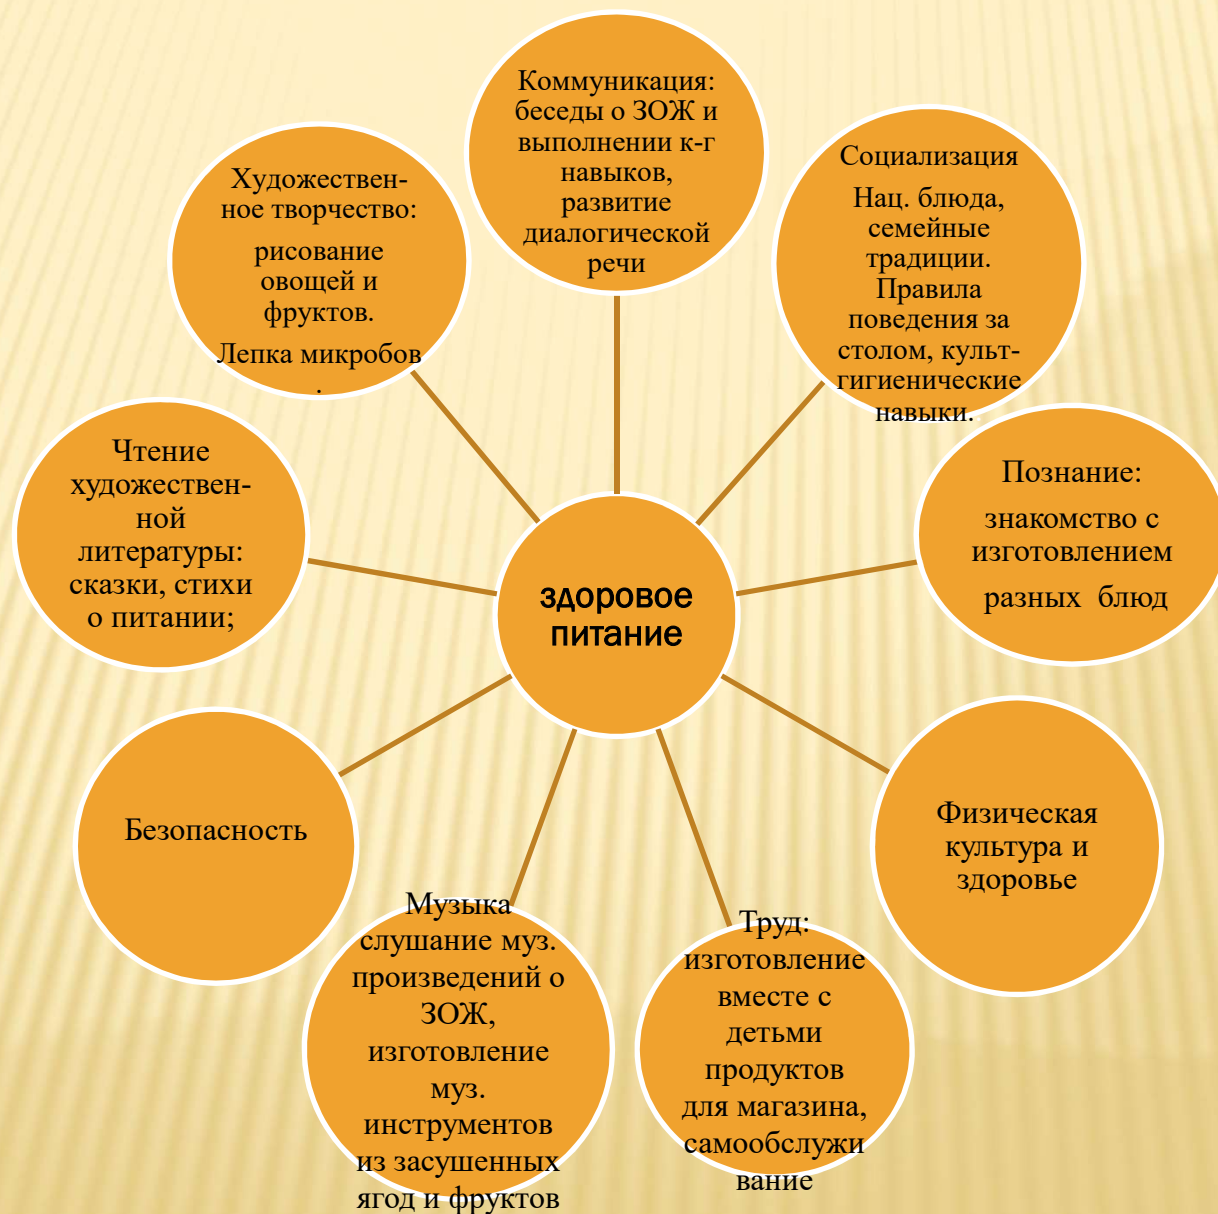 Коммуникация:
беседы о ЗОЖ и
выполнении к-г
навыков,
развитие
диалогической
речи
Социализация
Нац. блюда,
семейные
традиции.
Правила
поведения за
столом, культ-
гигиенические
навыки.
Познание:
знакомство с
изготовлением
разных блюд
Физическая
культура и
здоровье
Труд:
изготовление
вместе с
детьми
продуктов
для магазина,
самообслужи
вание
Музыка
слушание муз.
произведений о
ЗОЖ,
изготовление
муз.
инструментов
из засушенных
ягод и фруктов
Безопасность
Чтение
художествен-
ной
литературы:
сказки, стихи
о питании;
Художествен-
ное творчество:
рисование
овощей и
фруктов.
Лепка микробов
.
здоровое
питание